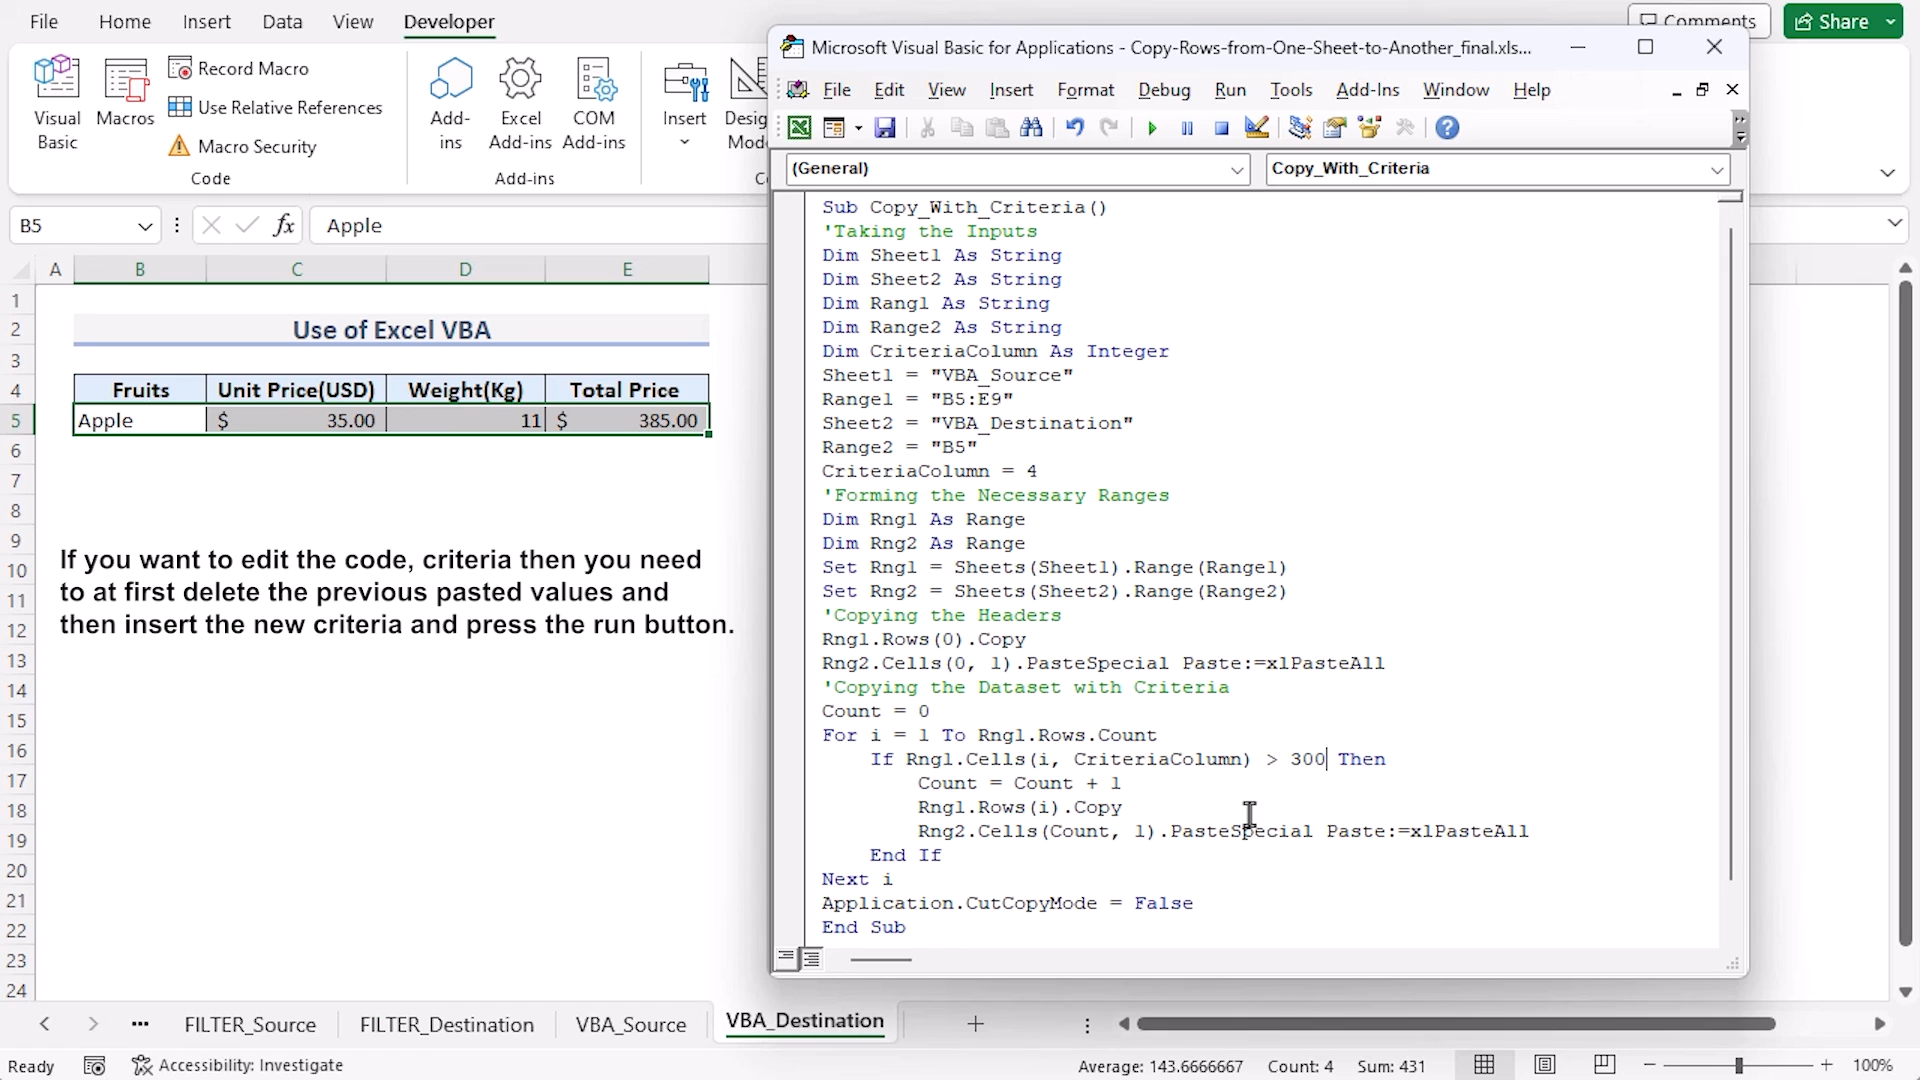 File Home Insert Data View Developer
Comments Share
Visual Basic
Macros
Record Macro
Use Relative References
Macro Security
Code
Add-ins
Excel Add-ins
COM Add-ins
Add-ins
Insert
Desig
Mod
Co
Microsoft Visual Basic for Applications - Copy-Rows-from-One-Sheet-to-Another_final.xls...
File Edit View Insert Format Debug Run Tools Add-Ins Window Help
(General) Copy_With_Criteria
B5 fx Apple
A B C D E
1
2 Use of Excel VBA
3
4 Fruits Unit Price(USD) Weight(Kg) Total Price
5 Apple $ 35.00 11 $ 385.00
6
7
8
9
10
11
12
13
14
15
16
17
18
19
20
21
22
23
24
If you want to edit the code, criteria then you need
to at first delete the previous pasted values and
then insert the new criteria and press the run button.
Sub Copy_With_Criteria()
'Taking the Inputs
Dim Sheet1 As String
Dim Sheet2 As String
Dim Rang1 As String
Dim Range2 As String
Dim CriteriaColumn As Integer
Sheet1 = "VBA_Source"
Range1 = "B5:E9"
Sheet2 = "VBA_Destination"
Range2 = "B5"
CriteriaColumn = 4
'Forming the Necessary Ranges
Dim Rng1 As Range
Dim Rng2 As Range
Set Rng1 = Sheets(Sheet1).Range(Range1)
Set Rng2 = Sheets(Sheet2).Range(Range2)
'Copying the Headers
Rng1.Rows(0).Copy
Rng2.Cells(0, 1).PasteSpecial Paste:=xlPasteAll
'Copying the Dataset with Criteria
Count = 0
For i = 1 To Rng1.Rows.Count
If Rng1.Cells(i, CriteriaColumn) > 300 Then
Count = Count + 1
Rng1.Rows(i).Copy
Rng2.Cells(Count, 1).PasteSpecial Paste:=xlPasteAll
End If
Next i
Application.CutCopyMode = False
End Sub
FILTER_Source FILTER_Destination VBA_Source VBA_Destination
Ready Accessibility: Investigate Average: 143.6666667 Count: 4 Sum: 431 100%